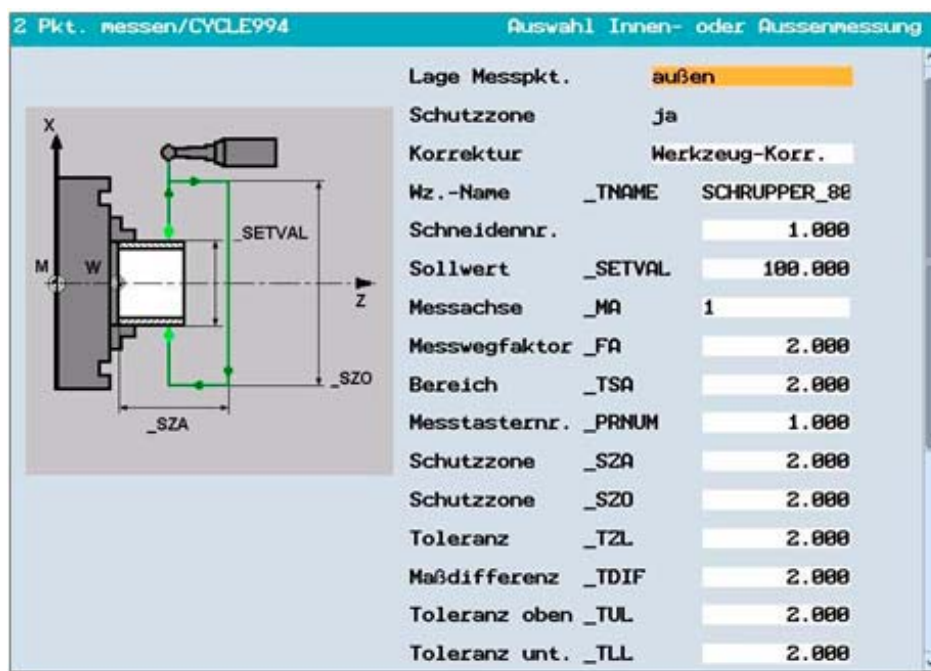 2 Pkt. messen/CYCLE994 Auswahl Innen- oder Aussenmessung
Lage Messpkt. außen
Schutzzone ja
Korrektur Werkzeug-Korr.
Wz.-Name _TNAME SCHRUPPER_80
Schneidennr. 1.000
Sollwert _SETVAL 100.000
Messachse _MA 1
Messwegfaktor _FA 2.000
Bereich _TSA 2.000
Messtasternr. _PRNUM 1.000
Schutzzone _SZA 2.000
Schutzzone _SZO 2.000
Toleranz _TZL 2.000
Maßdifferenz _TDIF 2.000
Toleranz oben _TUL 2.000
Toleranz unt. _TLL 2.000
X
_SETVAL
M W
Z
_SZO
_SZA